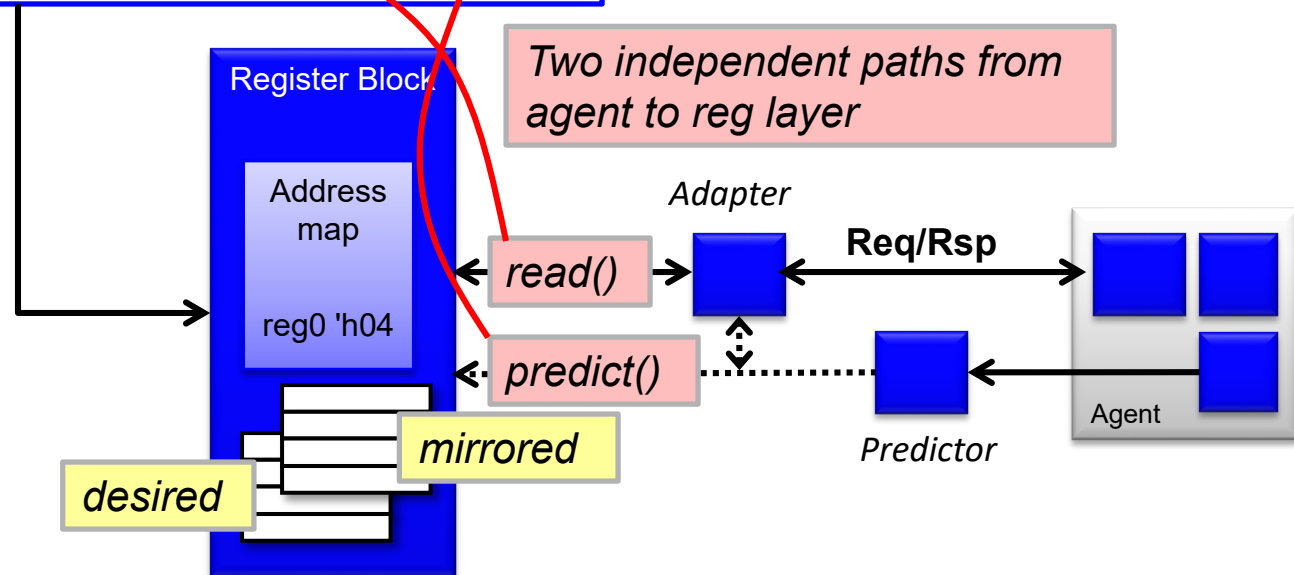 Register Block
Two independent paths from
agent to reg layer
Address
map
reg0 'h04
Adapter
read()
Req/Rsp
predict()
Predictor
Agent
mirrored
desired